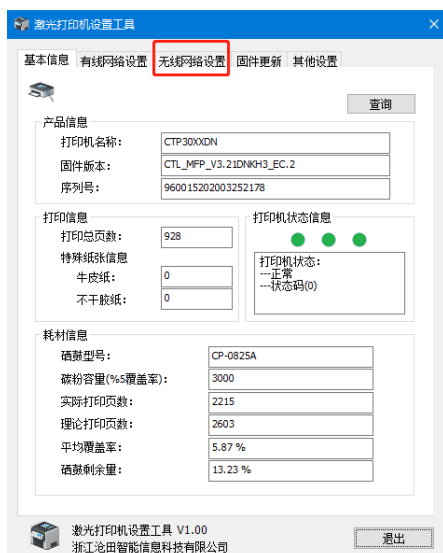 激光打印机设置工具
基本信息 有线网络设置 无线网络设置 固件更新 其他设置
查询
产品信息
打印机名称: CTP30XXDN
固件版本: CTL_MFP_V3.21DNKH3_EC.2
序列号: 960015202003252178
打印信息
打印总页数: 928
特殊纸张信息
牛皮纸: 0
不干胶纸: 0
打印机状态信息
打印机状态:
---正常
---状态码(0)
耗材信息
硒鼓型号: CP-0825A
碳粉容量(%5覆盖率): 3000
实际打印页数: 2215
理论打印页数: 2603
平均覆盖率: 5.87 %
硒鼓剩余量: 13.23 %
激光打印机设置工具 V1.00
浙江沧田智能信息科技有限公司
退出